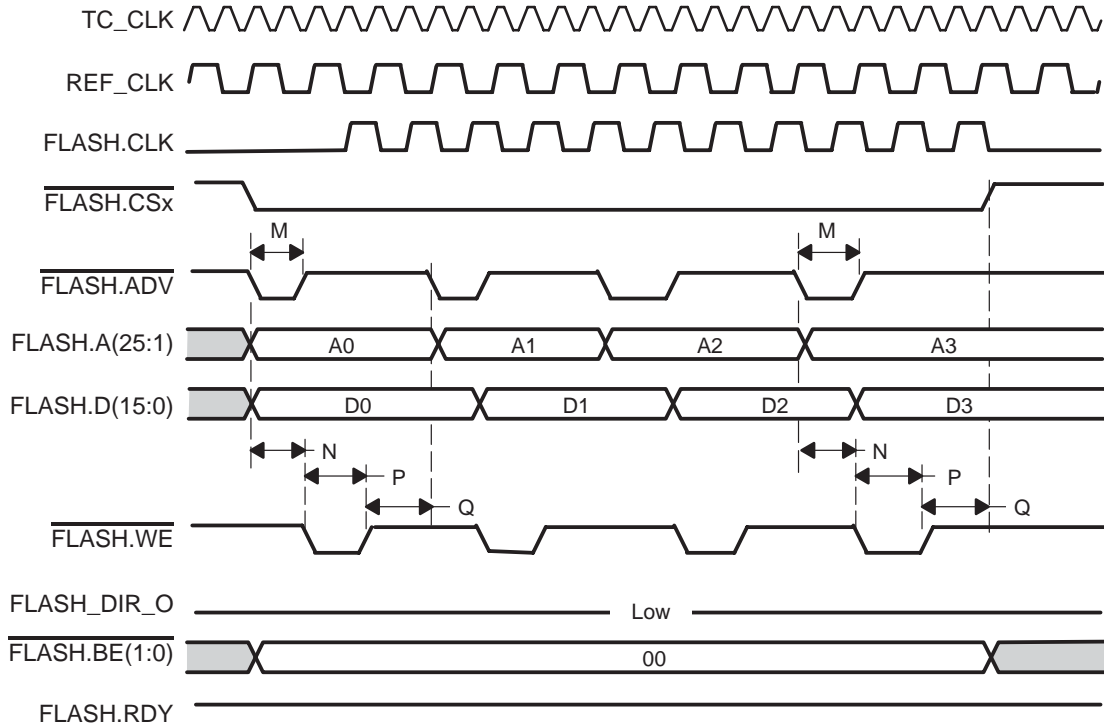 TC_CLK
REF_CLK
FLASH.CLK
FLASH.CSx
M M
FLASH.ADV
FLASH.A(25:1) A0 A1 A2 A3
FLASH.D(15:0) D0 D1 D2 D3
N N
P P
Q Q
FLASH.WE
FLASH_DIR_O Low
FLASH.BE(1:0) 00
FLASH.RDY